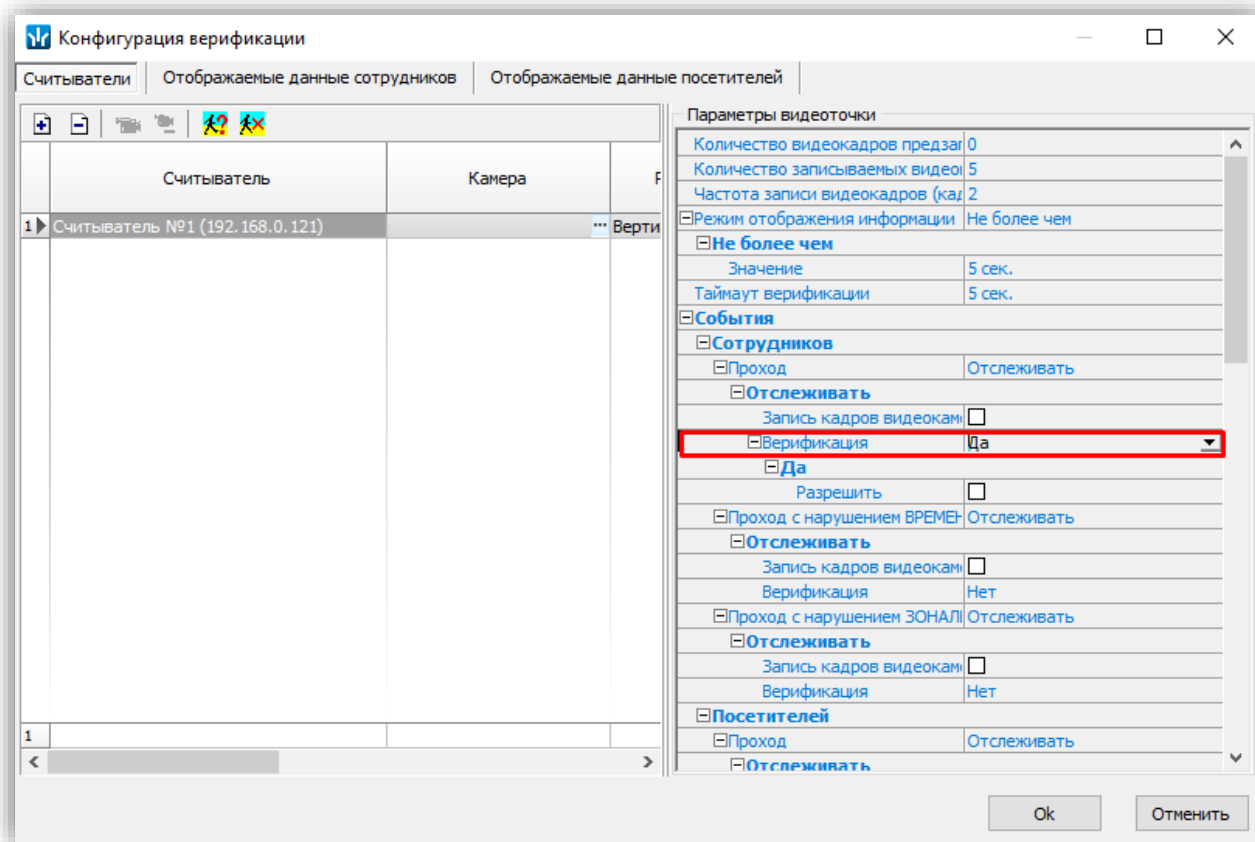 Конфигурация верификации
Считыватели Отображаемые данные сотрудников Отображаемые данные посетителей
Считыватель Камера
1 Считыватель №1 (192.168.0.121) ... Верти
1
Параметры видеоточки
Количество видеокадров предзаг 0
Количество записываемых видео 5
Частота записи видеокадров (кад 2
Режим отображения информации Не более чем
Не более чем
Значение 5 сек.
Таймаут верификации 5 сек.
События
Сотрудников
Проход Отслеживать
Отслеживать
Запись кадров видеокам
Верификация Да
Да
Разрешить
Проход с нарушением ВРЕМЕН Отслеживать
Отслеживать
Запись кадров видеокам
Верификация Нет
Проход с нарушением ЗОНАЛ Отслеживать
Отслеживать
Запись кадров видеокам
Верификация Нет
Посетителей
Проход Отслеживать
Отслеживать
Ok Отменить